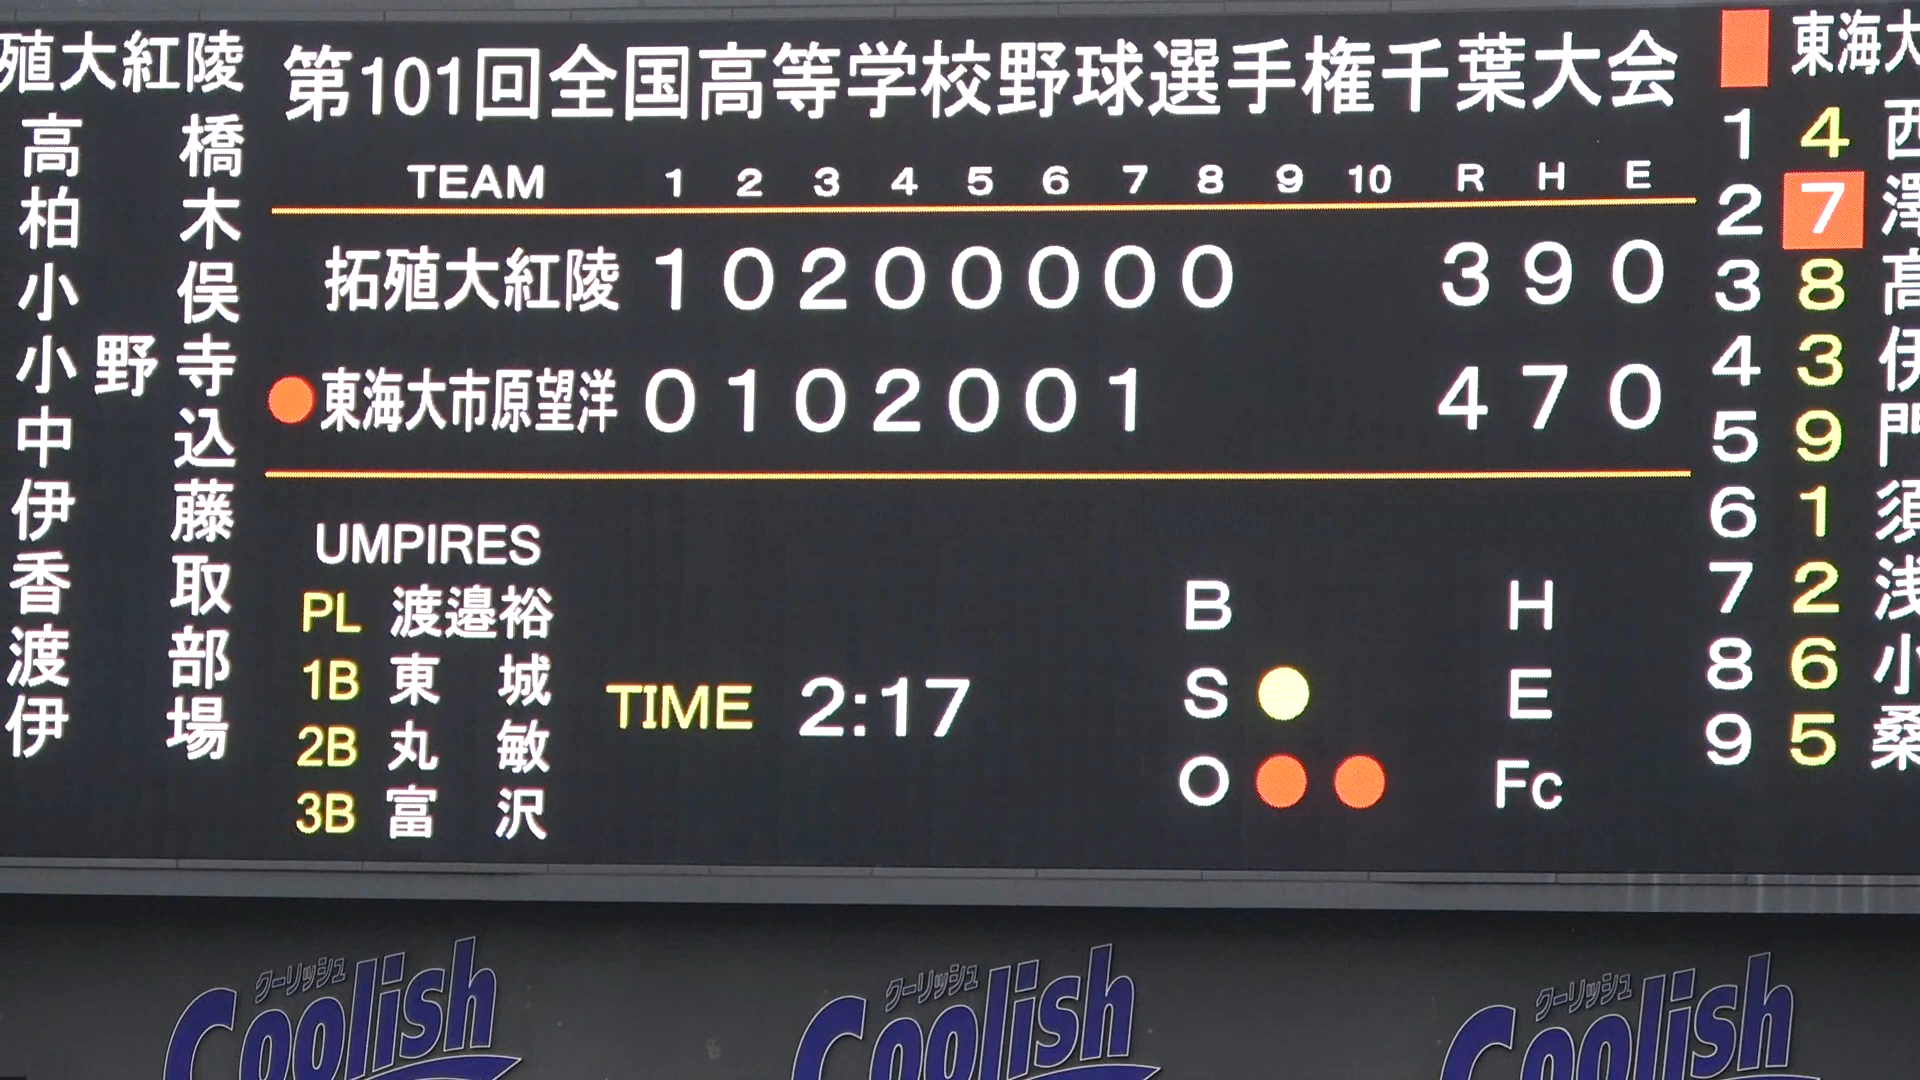 殖大紅陵
高橋
柏木
小俣
小野寺
中込
伊藤
香取
渡部
伊場
第101回全国高等学校野球選手権千葉大会
TEAM 1 2 3 4 5 6 7 8 9 10 R H E
拓殖大紅陵 1 0 2 0 0 0 0 0 3 9 0
東海大市原望洋 0 1 0 2 0 0 1 4 7 0
UMPIRES
PL 渡邉裕
1B 東城
2B 丸敏
3B 富沢
TIME 2:17
B H
S E
O Fc
東海大
1 4 西
2 7 澤
3 8 高
4 3 伊
5 9 門
6 1 須
7 2 浅
8 6 小
9 5 桑
クーリッシュ
Coolish
クーリッシュ
Coolish
クーリッシュ
Coolish